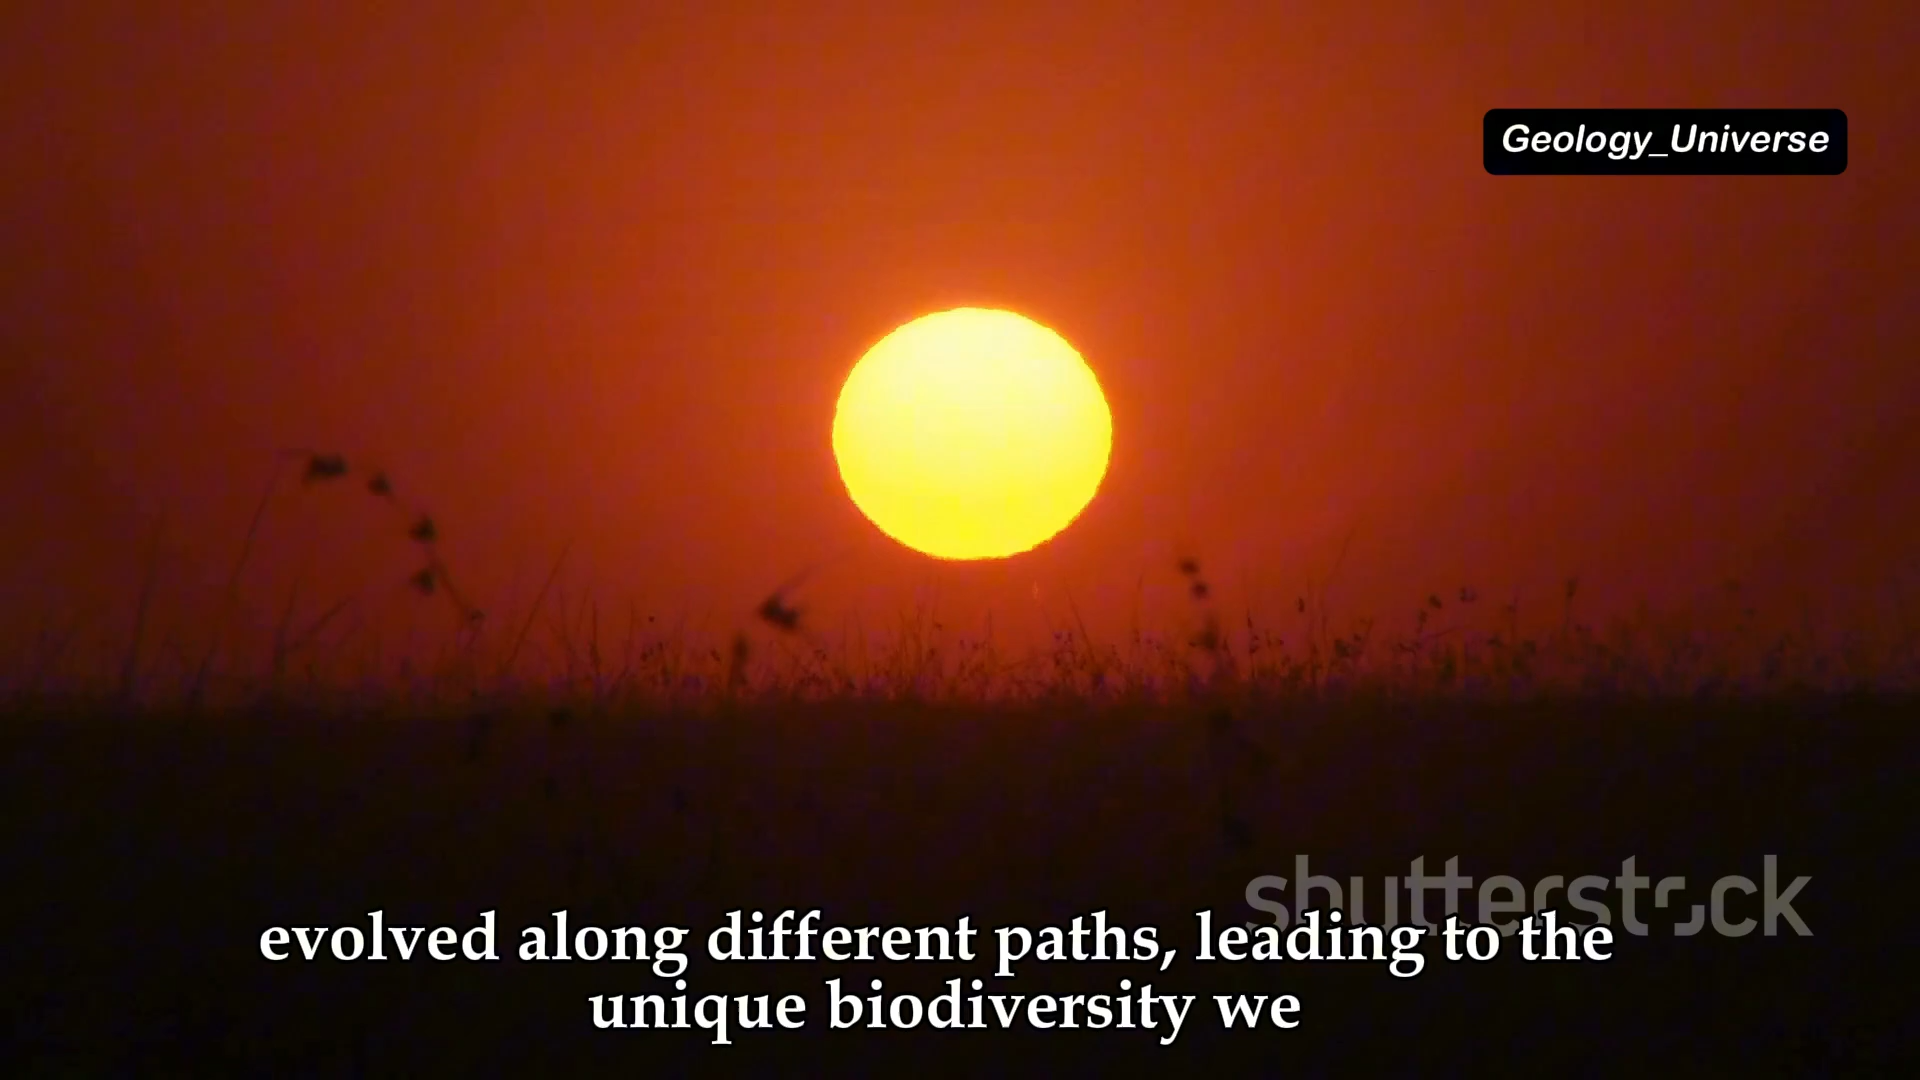 Geology_Universe
shutterstock
evolved along different paths, leading to the
unique biodiversity we